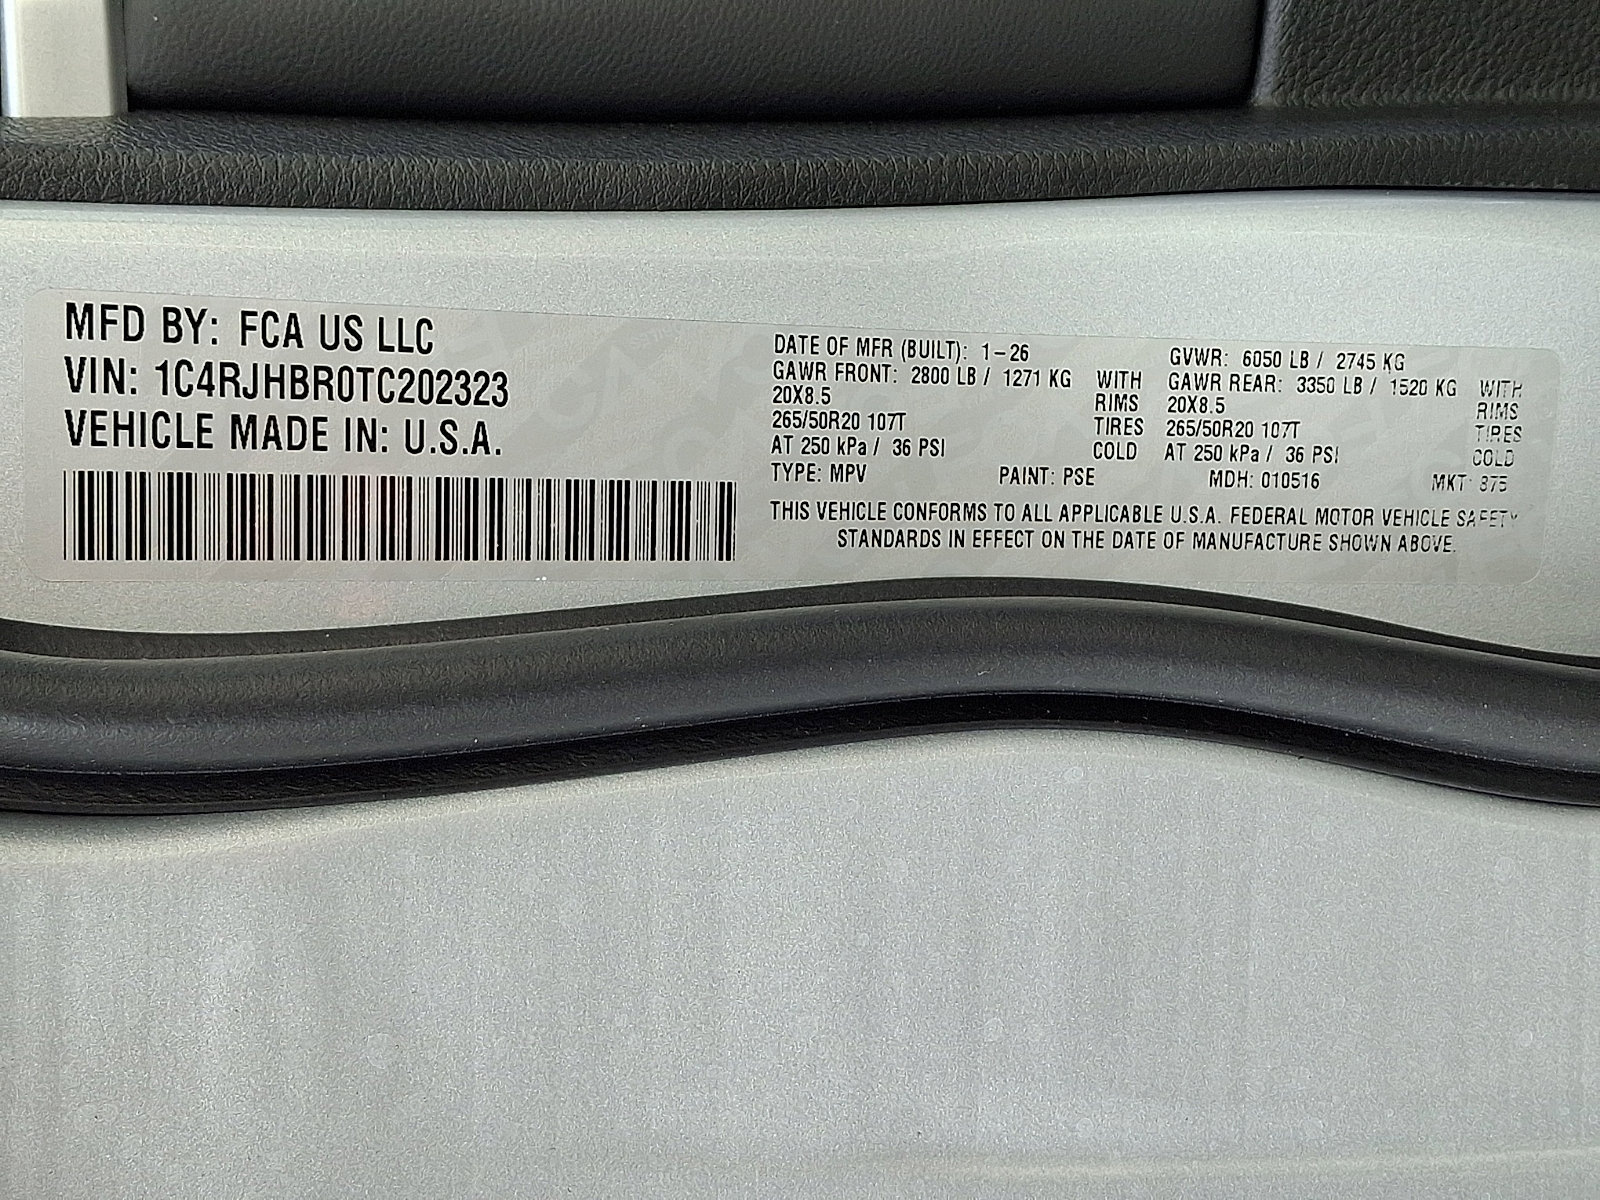 MFD BY: FCA US LLC
VIN: 1C4RJHBR0TC202323
VEHICLE MADE IN: U.S.A.
DATE OF MFR (BUILT): 1-26 GVWR: 6050 LB / 2745 KG
GAWR FRONT: 2800 LB / 1271 KG WITH GAWR REAR: 3350 LB / 1520 KG WITH
20X8.5 RIMS 20X8.5 RIMS
265/50R20 107T TIRES 265/50R20 107T TIRES
AT 250 kPa / 36 PSI COLD AT 250 kPa / 36 PSI COLD
TYPE: MPV PAINT: PSE MDH: 010516 MKT: 875
THIS VEHICLE CONFORMS TO ALL APPLICABLE U.S.A. FEDERAL MOTOR VEHICLE SAFETY
STANDARDS IN EFFECT ON THE DATE OF MANUFACTURE SHOWN ABOVE.